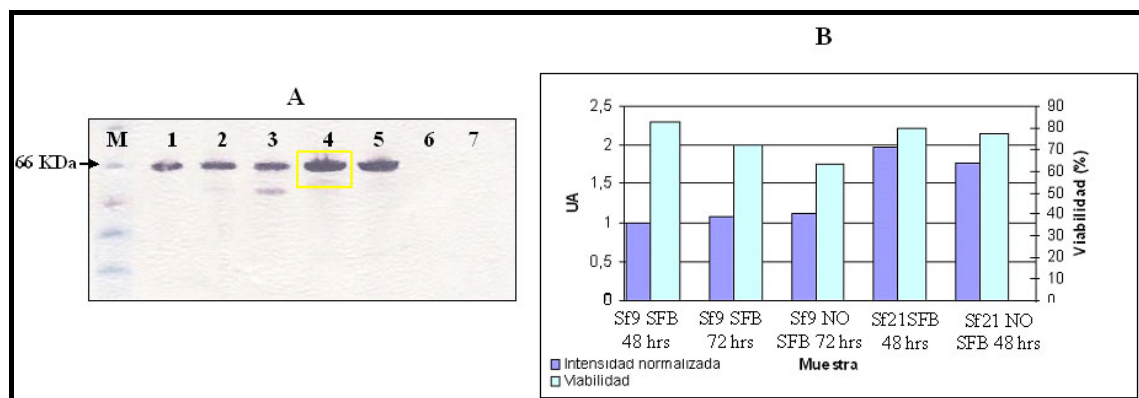 B
A
M 1 2 3 4 5 6 7
66 KDa
2,5
2
1,5
1
0,5
0
UA
90
80
70
60
50
40
30
20
10
0
Viabilidad (%)
Sf9 SFB 48 hrs
Sf9 SFB 72 hrs
Sf9 NO SFB 72 hrs
Sf21SFB 48 hrs
Sf21 NO SFB 48 hrs
Muestra
Intensidad normalizada
Viabilidad